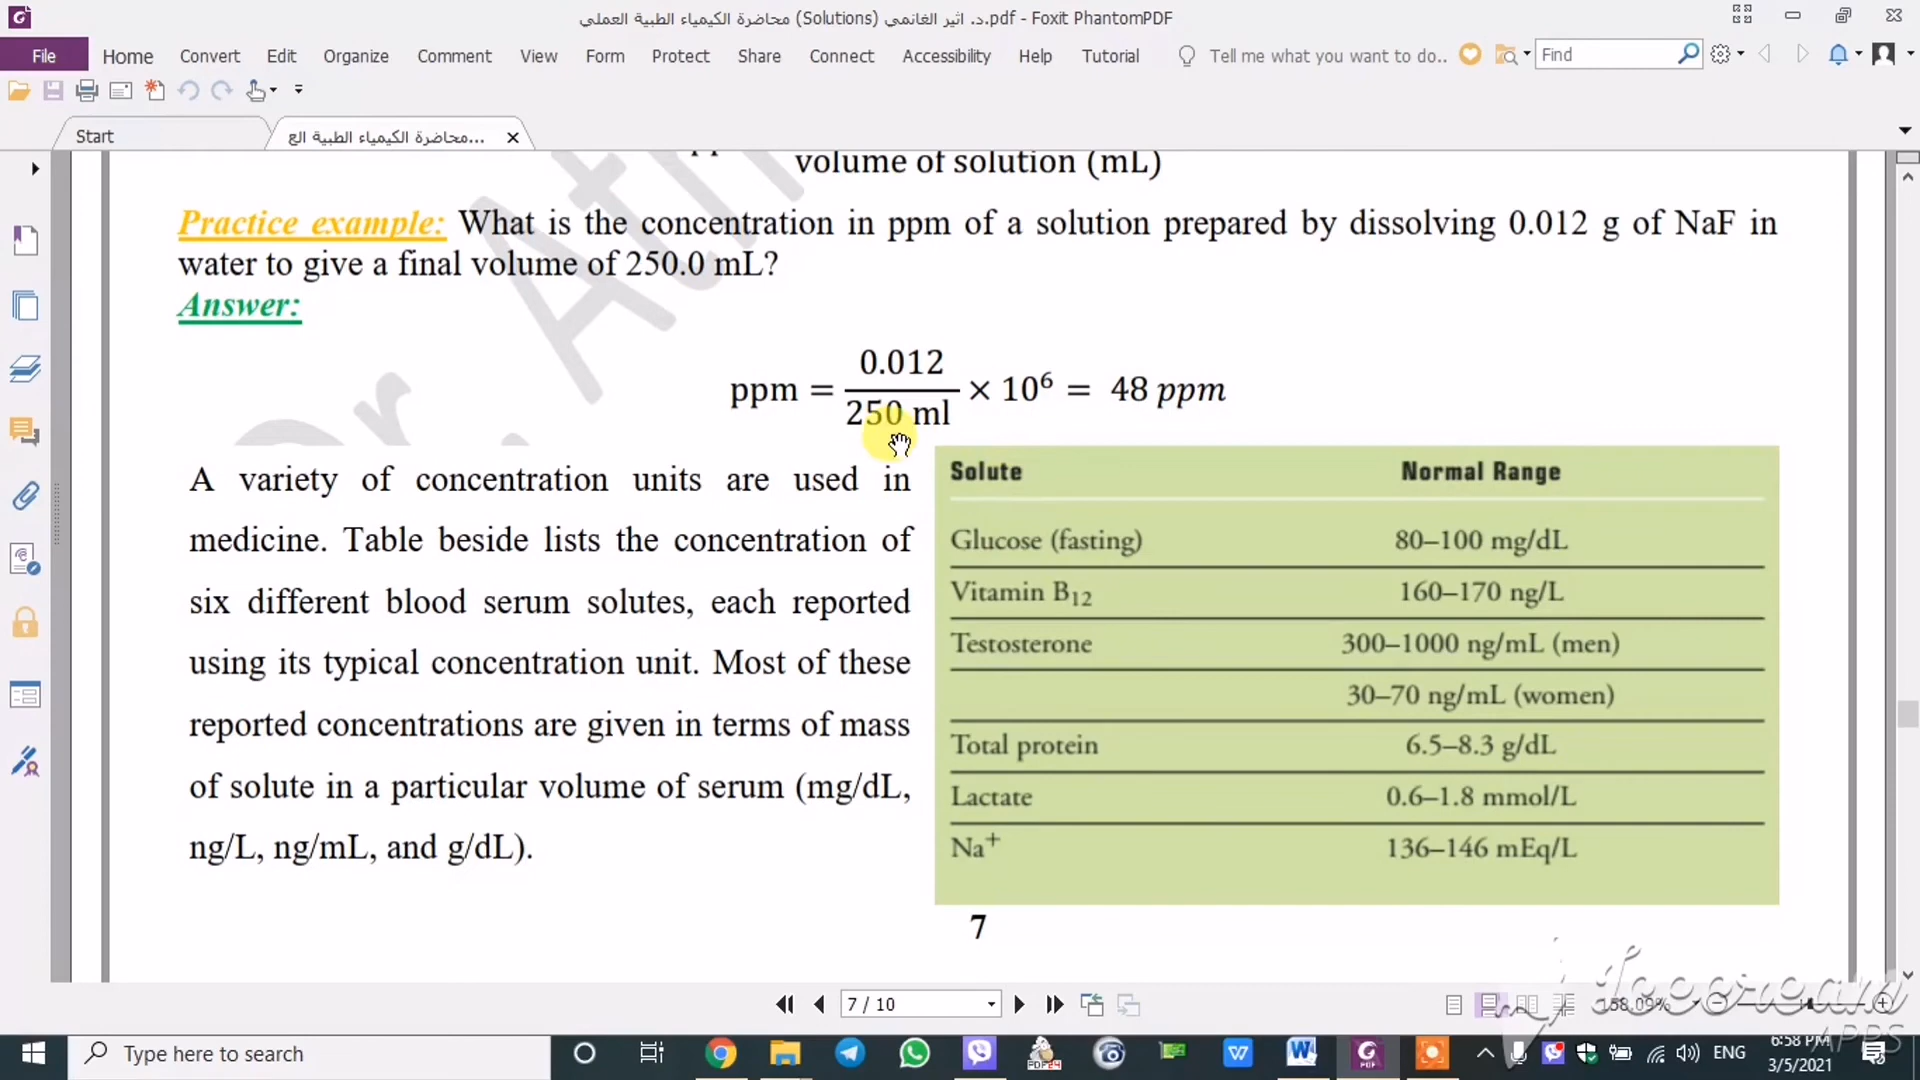 محاضرة الكيمياء الطبية العملي (Solutions) د. اثير الغانمي.pdf - Foxit PhantomPDF
File Home Convert Edit Organize Comment View Form Protect Share Connect Accessibility Help Tutorial Tell me what you want to do.. Find
Start محاضرة الكيمياء الطبية الع...
volume of solution (mL)
Practice example: What is the concentration in ppm of a solution prepared by dissolving 0.012 g of NaF in
water to give a final volume of 250.0 mL?
Answer:
ppm = 0.012 / 250 ml × 10⁶ = 48 ppm
A variety of concentration units are used in
medicine. Table beside lists the concentration of
six different blood serum solutes, each reported
using its typical concentration unit. Most of these
reported concentrations are given in terms of mass
of solute in a particular volume of serum (mg/dL,
ng/L, ng/mL, and g/dL).
Solute Normal Range
Glucose (fasting) 80–100 mg/dL
Vitamin B₁₂ 160–170 ng/L
Testosterone 300–1000 ng/mL (men)
30–70 ng/mL (women)
Total protein 6.5–8.3 g/dL
Lactate 0.6–1.8 mmol/L
Na⁺ 136–146 mEq/L
7
7 / 10
158.09%
APPS
Type here to search
ENG
6:58 PM
3/5/2021